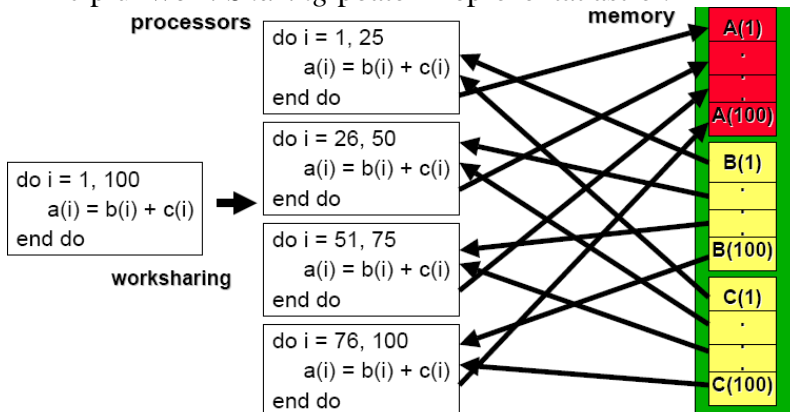 processors
memory
do i = 1, 25
a(i) = b(i) + c(i)
end do
do i = 26, 50
a(i) = b(i) + c(i)
end do
do i = 1, 100
a(i) = b(i) + c(i)
end do
do i = 51, 75
a(i) = b(i) + c(i)
end do
worksharing
do i = 76, 100
a(i) = b(i) + c(i)
end do
A(1)
.
.
A(100)
B(1)
.
.
B(100)
C(1)
.
.
C(100)